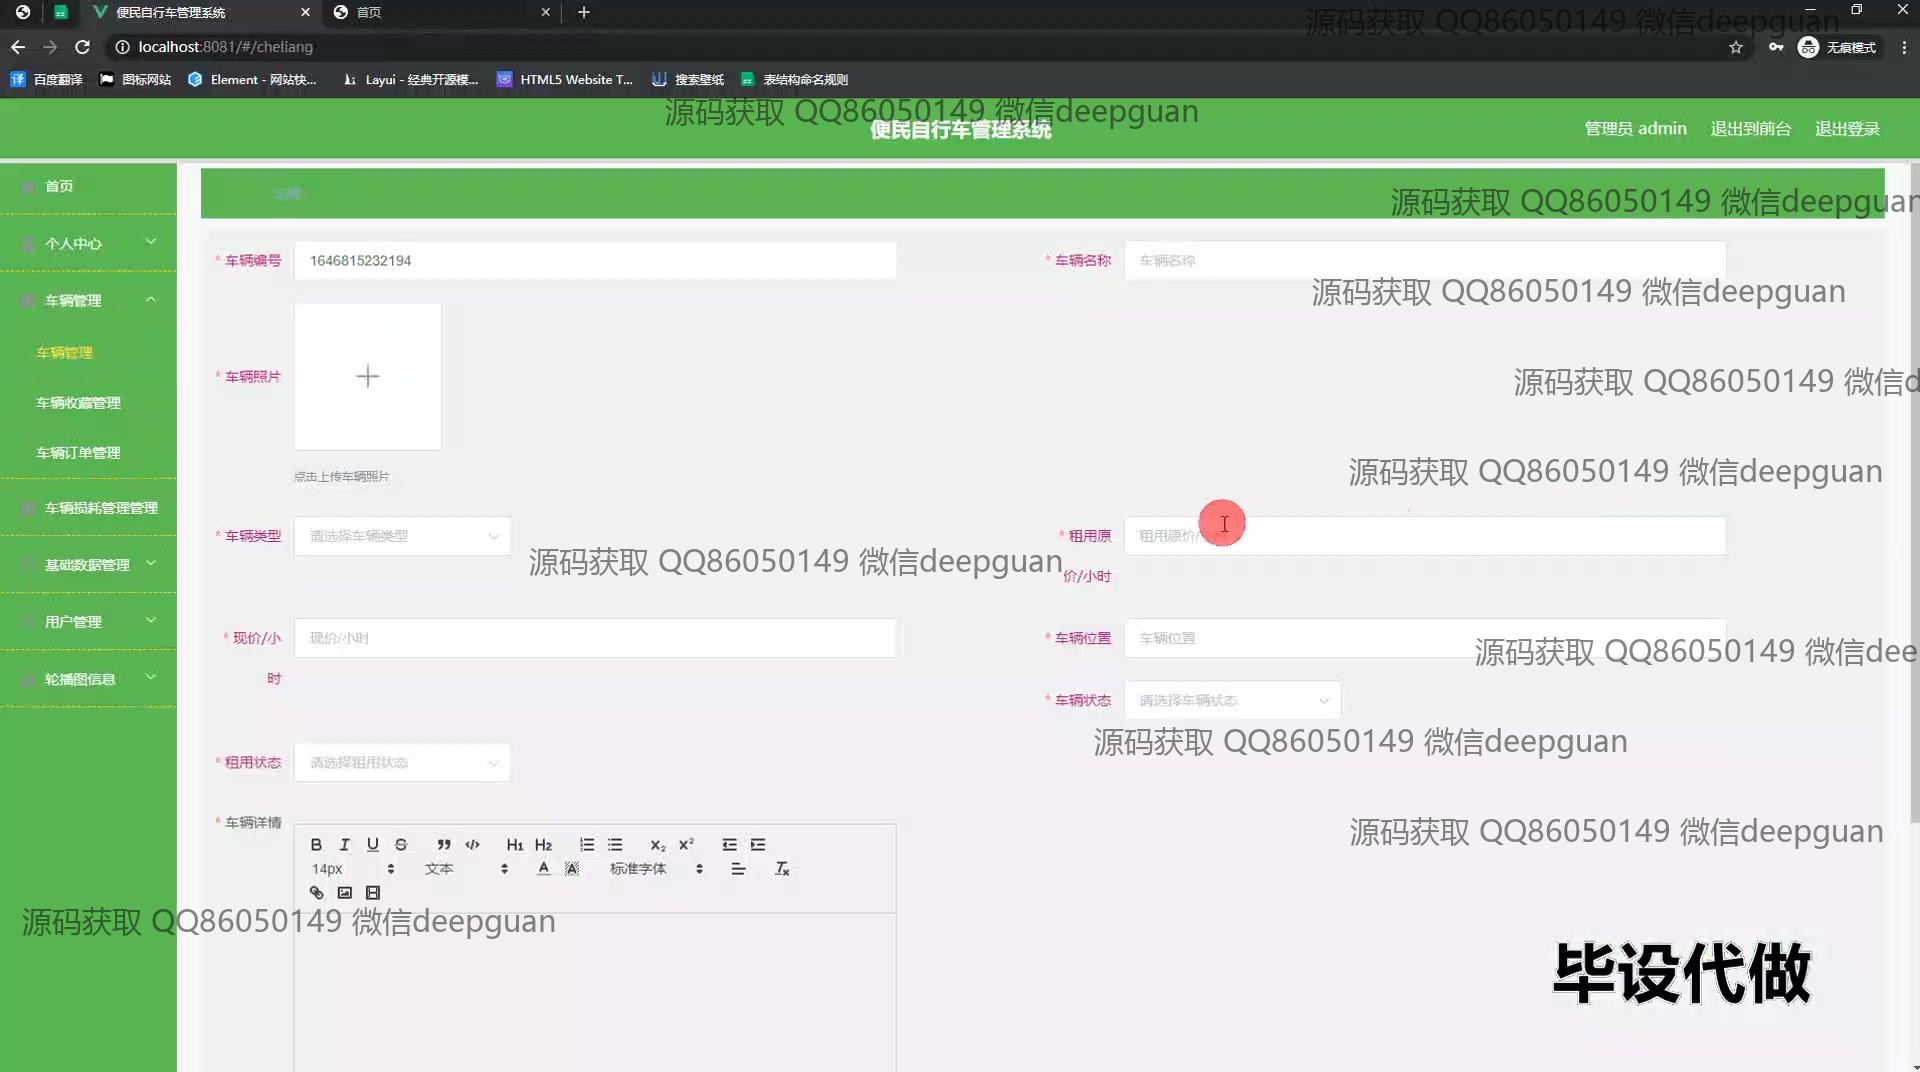 便民自行车管理系统
首页
源码获取 QQ86050149 微信deepguan
localhost:8081/#/cheliang
无痕模式
百度翻译
图标网站
Element - 网站快...
Layui - 经典开源模...
HTML5 Website T...
搜索壁纸
表结构命名规则
源码获取 QQ86050149 微信deepguan
便民自行车管理系统
管理员 admin
退出到前台
退出登录
首页
源码获取 QQ86050149 微信deepguan
个人中心
* 车辆编号
1646815232194
* 车辆名称
车辆名称
源码获取 QQ86050149 微信deepguan
车辆管理
车辆管理
* 车辆照片
源码获取 QQ86050149 微信d
车辆收藏管理
车辆订单管理
点击上传车辆照片
源码获取 QQ86050149 微信deepguan
车辆损耗管理管理
* 车辆类型
请选择车辆类型
* 租用原
价/小时
租用原价/
源码获取 QQ86050149 微信deepguan
基础数据管理
用户管理
* 现价/小
时
现价/小时
* 车辆位置
车辆位置
源码获取 QQ86050149 微信dee
轮播图信息
* 车辆状态
请选择车辆状态
源码获取 QQ86050149 微信deepguan
* 租用状态
请选择租用状态
* 车辆详情
源码获取 QQ86050149 微信deepguan
B I U S H1 H2 X2 X2
14px
文本
A A
标准字体
Tx
源码获取 QQ86050149 微信deepguan
毕设代做